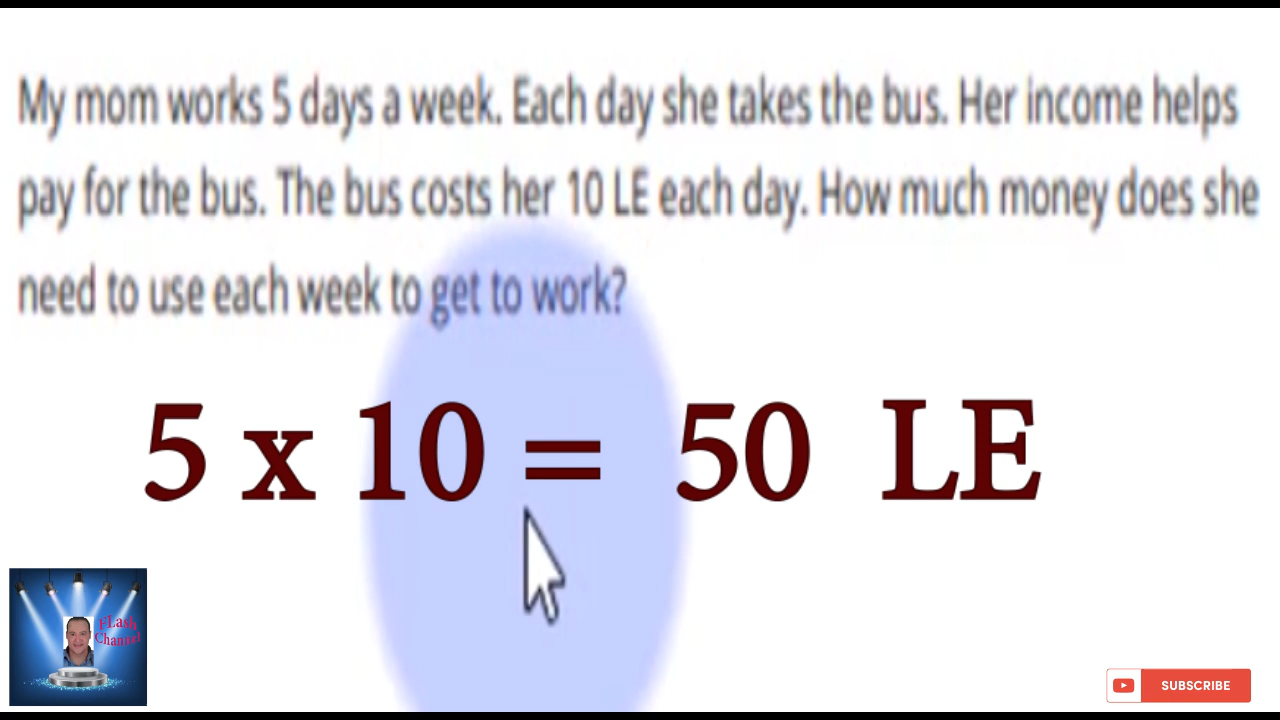 My mom works 5 days a week. Each day she takes the bus. Her income helps
pay for the bus. The bus costs her 10 LE each day. How much money does she
need to use each week to get to work?
5 x 10 = 50 LE
FLash
Channel
SUBSCRIBE